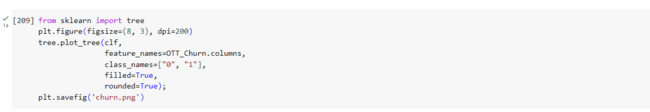 [209] from sklearn import tree
plt.figure(figsize=(8, 3), dpi=200)
tree.plot_tree(clf,
feature_names=OTT_Churn.columns,
class_names=["0", "1"],
filled=True,
rounded=True);
plt.savefig('churn.png')